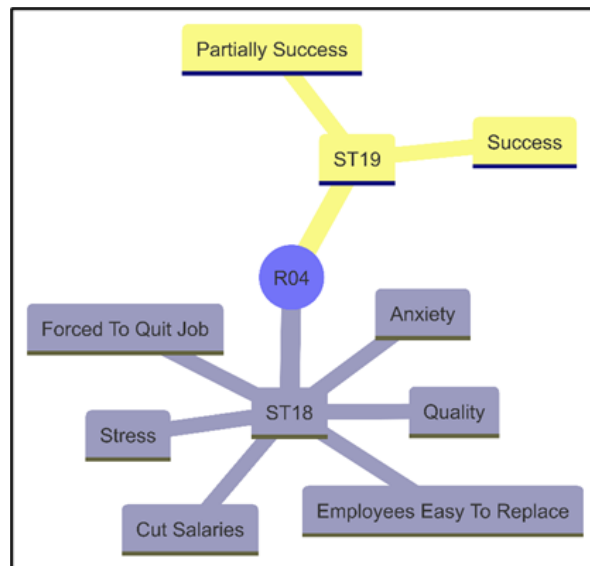 Partially Success
Success
ST19
R04
Anxiety
Forced To Quit Job
ST18
Quality
Stress
Employees Easy To Replace
Cut Salaries